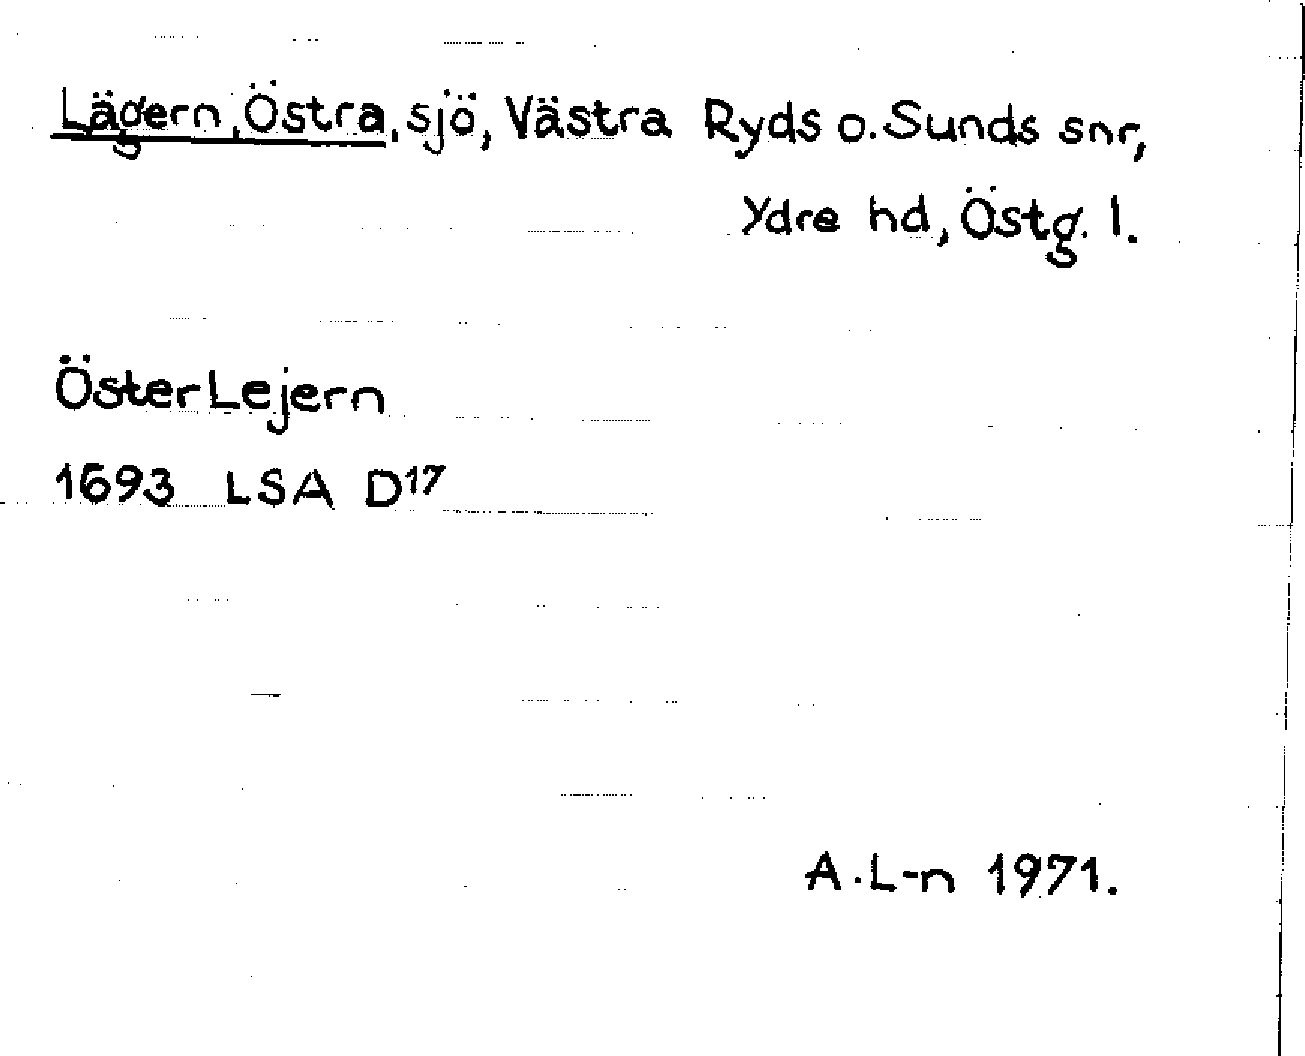 Lägern, Östra, sjö, Västra Ryds o. Sunds snr,
Ydre hd, Östg. l.
Öster Lejern
1693 LSA D17
A.L-n 1971.